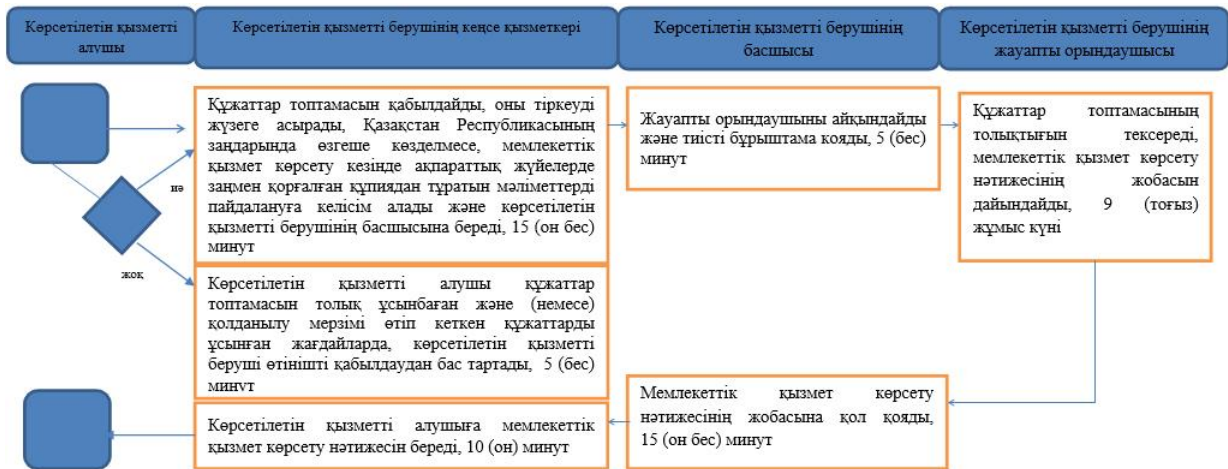 Көрсетілетін қызметті
алушы
Көрсетілетін қызметті берушінің кеңсе қызметкері
Көрсетілетін қызметті берушінің
басшысы
Көрсетілетін қызметті берушінің
жауапты орындаушысы
Құжаттар топтамасын қабылдайды, оны тіркеуді
жүзеге асырады, Қазақстан Республикасының
заңдарында өзгеше көзделмесе, мемлекеттік
қызмет көрсету кезінде ақпараттық жүйелерде
заңмен қорғалған құпиядан тұратын мәліметтерді
пайдалануға келісім алады және көрсетілетін
қызметті берушінің басшысына береді, 15 (он бес)
минут
Жауапты орындаушыны айқындайды
және тиісті бұрыштама кояды, 5 (бес)
минут
Құжаттар топтамасының
толықтығын тексереді,
мемлекеттік қызмет көрсету
нәтижесінің жобасын
дайындайды, 9 (тоғыз)
жұмыс күні
иә
жоқ
Көрсетілетін қызметті алушы құжаттар
топтамасын толық ұсынбаған және (немесе)
қолданылу мерзімі өтіп кеткен құжаттарды
ұсынған жағдайларда, көрсетілетін қызметті
беруші өтінішті қабылдаудан бас тартады, 5 (бес)
минут
Мемлекеттік қызмет көрсету
нәтижесінің жобасына қол қояды,
15 (он бес) минут
Көрсетілетін қызметті алушыға мемлекеттік
қызмет көрсету нәтижесін береді, 10 (он) минут